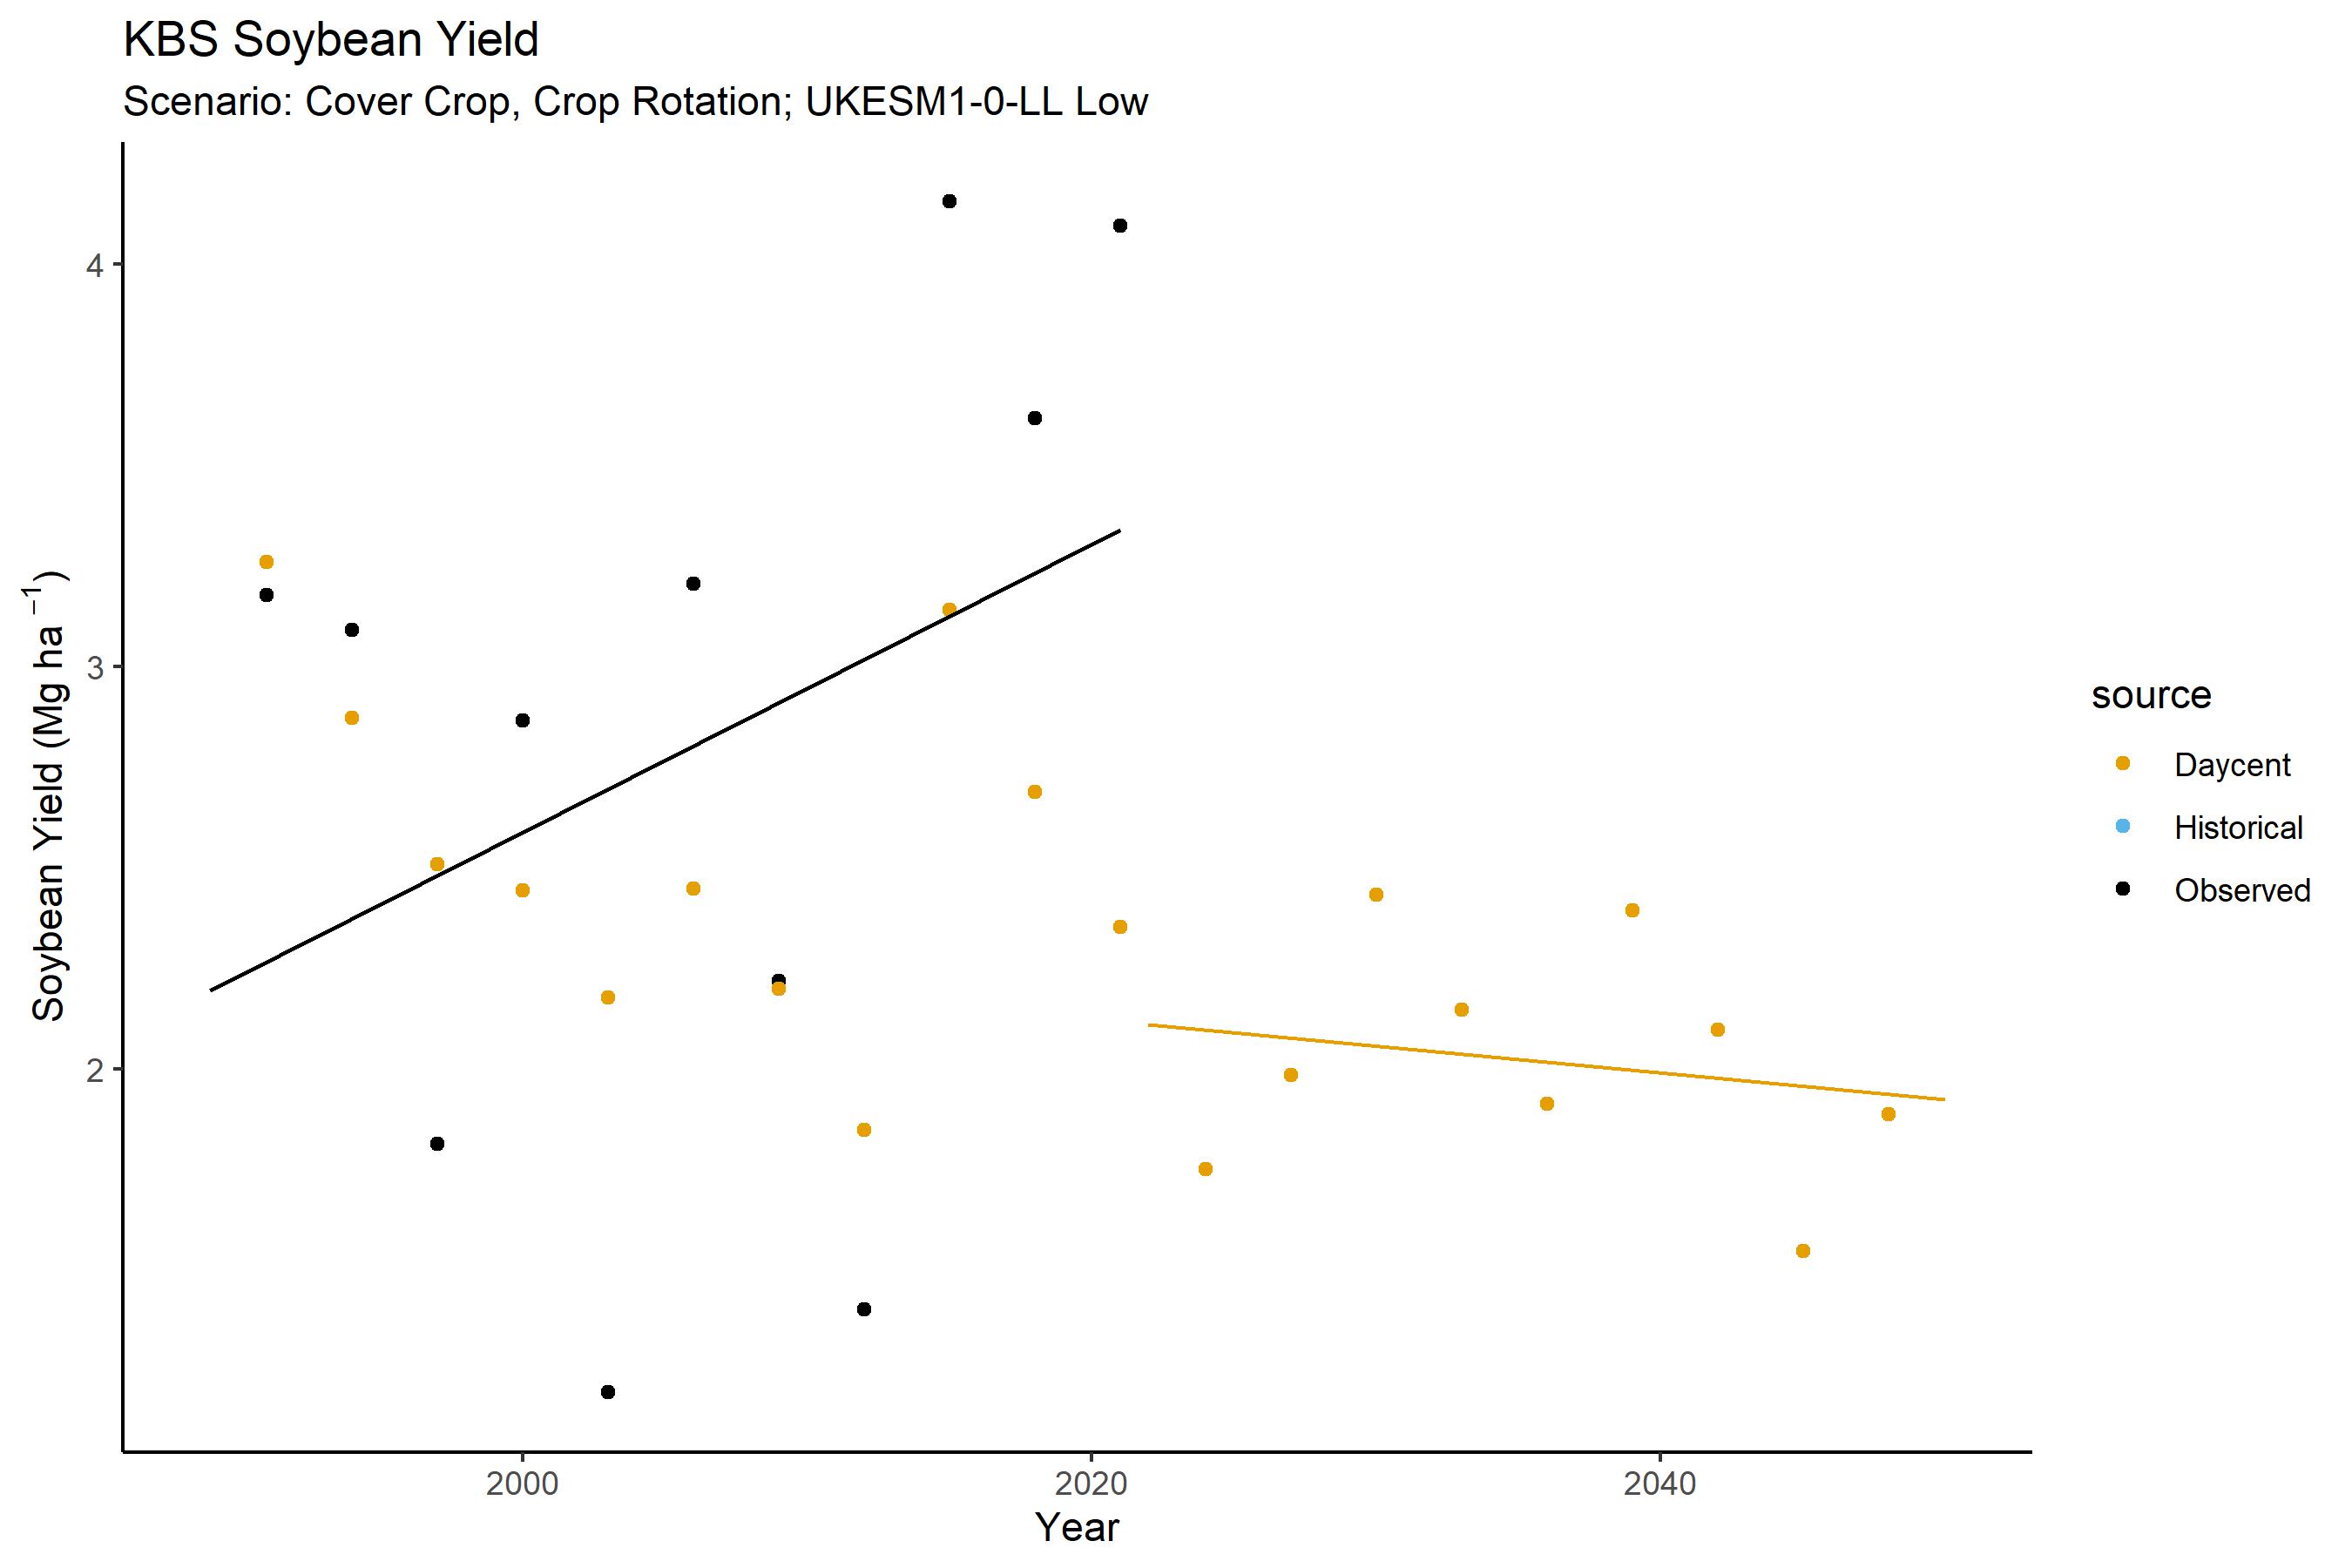 KBS Soybean Yield
Scenario: Cover Crop, Crop Rotation; UKESM1-0-LL Low
4
3
2
Soybean Yield (Mg ha −1)
2000
2020
2040
Year
source
Daycent
Historical
Observed